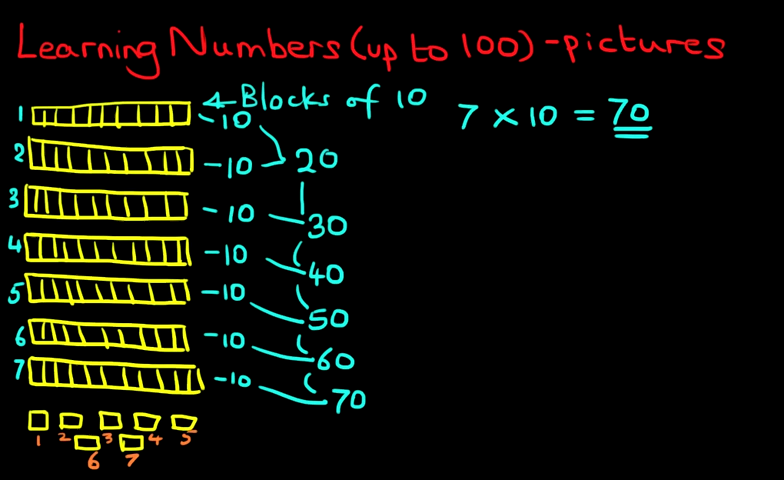 Learning Numbers (up to 100) - pictures
← Blocks of 10
7 × 10 = 70
1 - 10
2 - 10 20
3 - 10 30
4 - 10 40
5 - 10 50
6 - 10 60
7 - 10 70
1 2 3 4 5
6 7